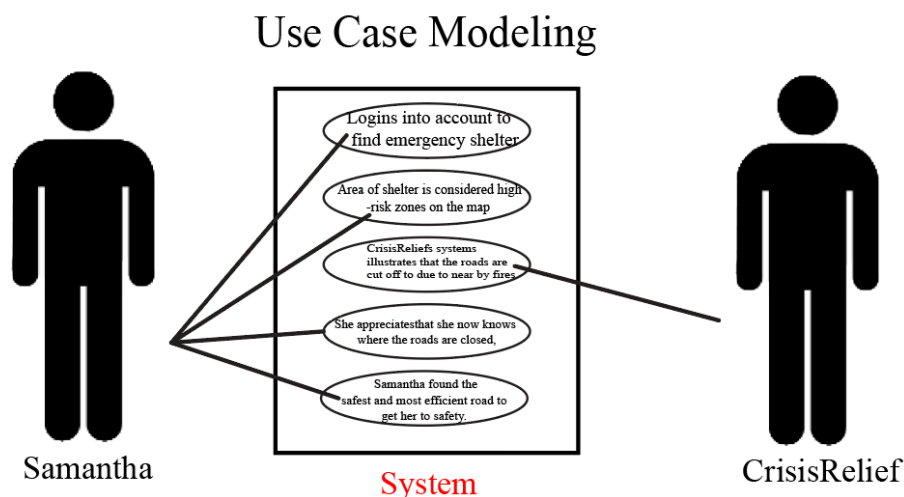 Use Case Modeling
Logins into account to
find emergency shelter
Area of shelter is considered high
-risk zones on the map
CrisisReliefs systems
illustrates that the roads are
cut off to due to near by fires
She appreciatesthat she now knows
where the roads are closed,
Samantha found the
safest and most efficient road to
get her to safety.
Samantha
System
CrisisRelief